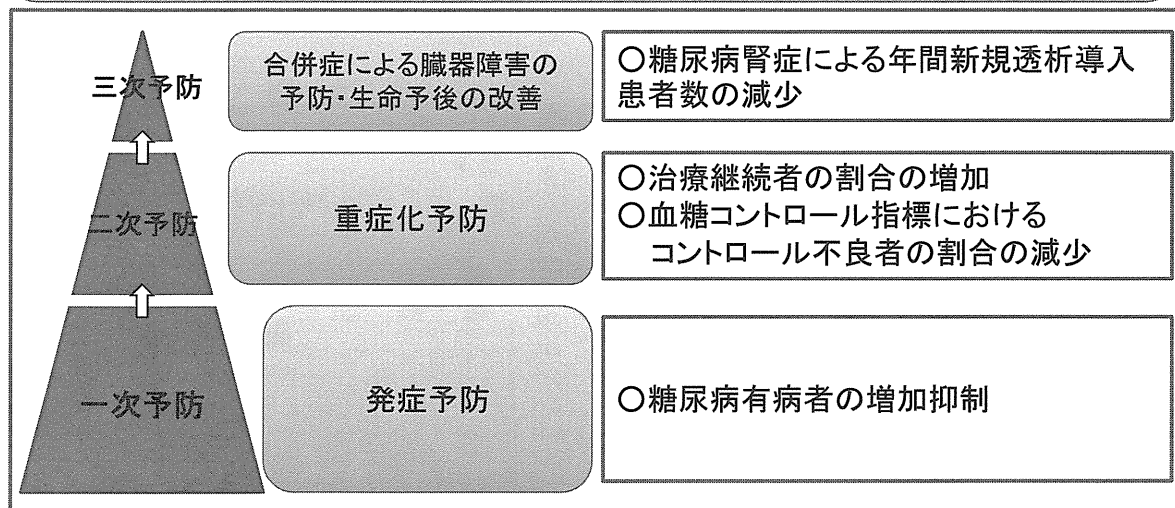 三次予防
合併症による臓器障害の
予防・生命予後の改善
○糖尿病腎症による年間新規透析導入
患者数の減少
二次予防
重症化予防
○治療継続者の割合の増加
○血糖コントロール指標における
コントロール不良者の割合の減少
一次予防
発症予防
○糖尿病有病者の増加抑制